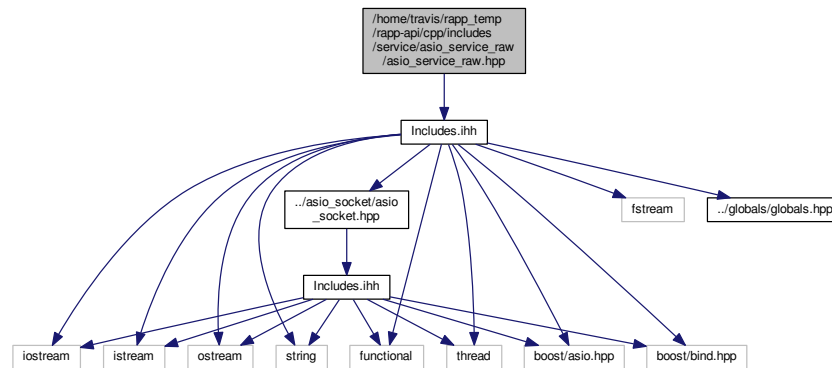 /home/travis/rapp_temp
/rapp-api/cpp/includes
/service/asio_service_raw
/asio_service_raw.hpp
Includes.ihh
../asio_socket/asio
_socket.hpp
fstream
../globals/globals.hpp
Includes.ihh
iostream
istream
ostream
string
functional
thread
boost/asio.hpp
boost/bind.hpp